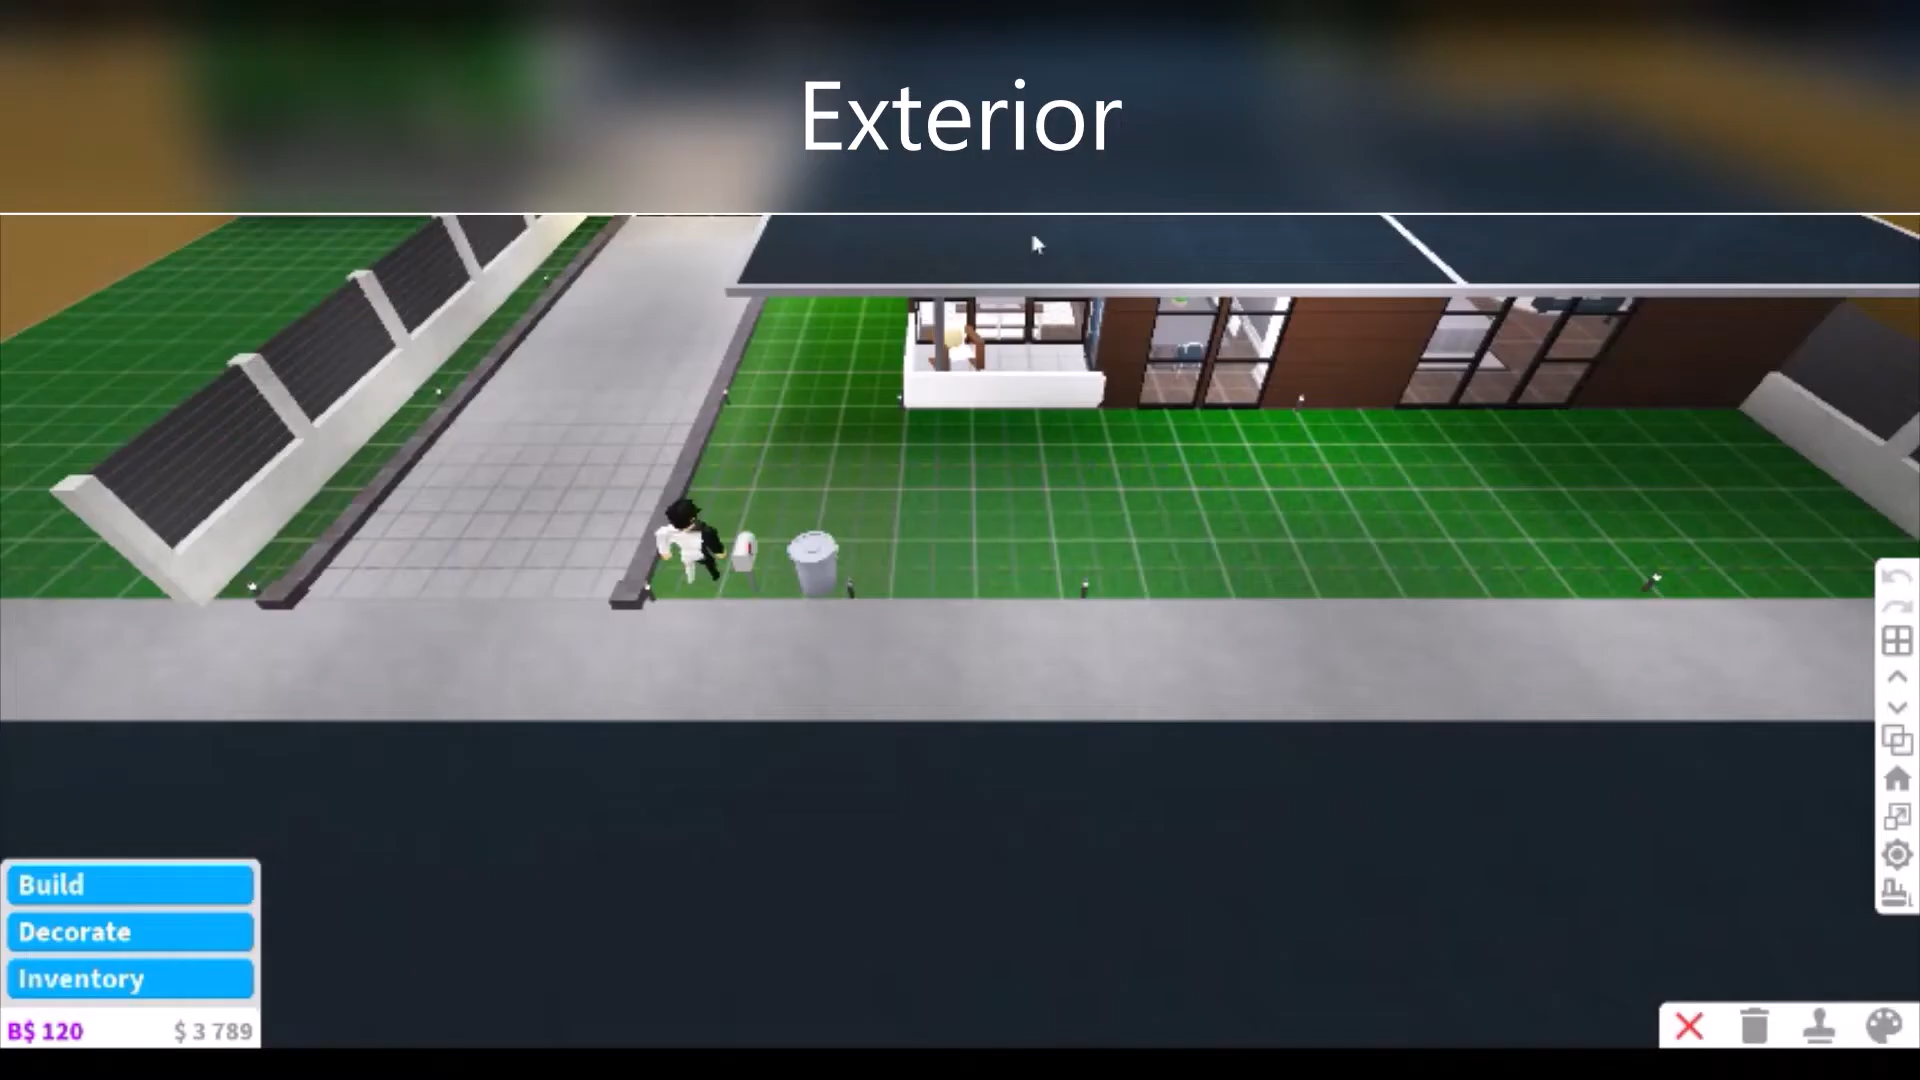 Exterior
Build
Decorate
Inventory
B$ 120 $ 3 789